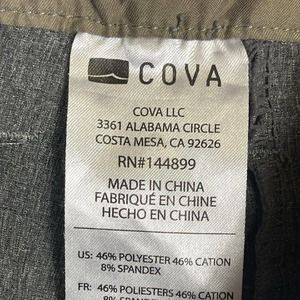 COVA
COVA LLC
3361 ALABAMA CIRCLE
COSTA MESA, CA 92626
RN#144899
MADE IN CHINA
FABRIQUÉ EN CHINE
HECHO EN CHINA
US: 46% POLYESTER 46% CATION
8% SPANDEX
FR: 46% POLIESTERS 46% CATION